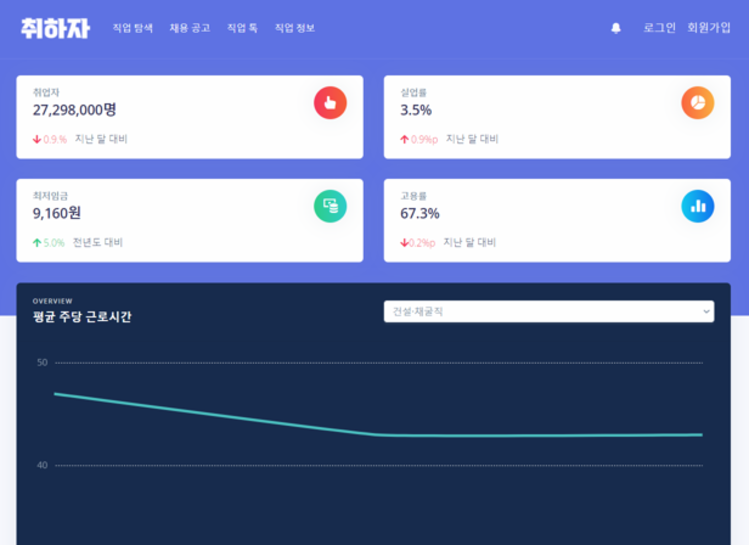 취하자 직업 탐색 채용 공고 직업 톡 직업 정보 로그인 회원가입
취업자
27,298,000명
0.9.% 지난 달 대비
실업률
3.5%
0.9%p 지난 달 대비
최저임금
9,160원
5.0% 전년도 대비
고용률
67.3%
0.2%p 지난 달 대비
OVERVIEW
평균 주당 근로시간
건설·채굴직
50
40